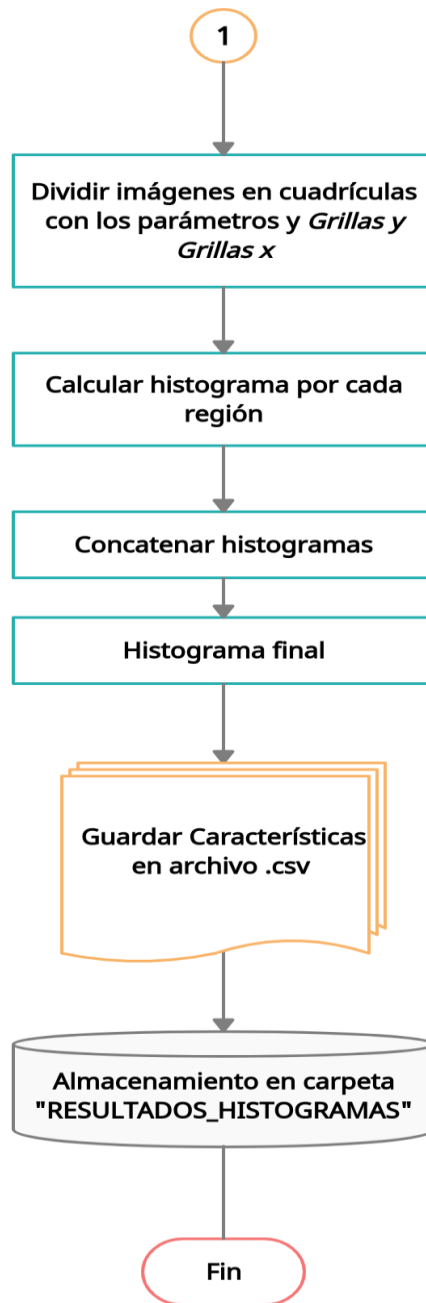 1
Dividir imágenes en cuadrículas
con los parámetros y Grillas y
Grillas x
Calcular histograma por cada
región
Concatenar histogramas
Histograma final
Guardar Características
en archivo .csv
Almacenamiento en carpeta
"RESULTADOS_HISTOGRAMAS"
Fin